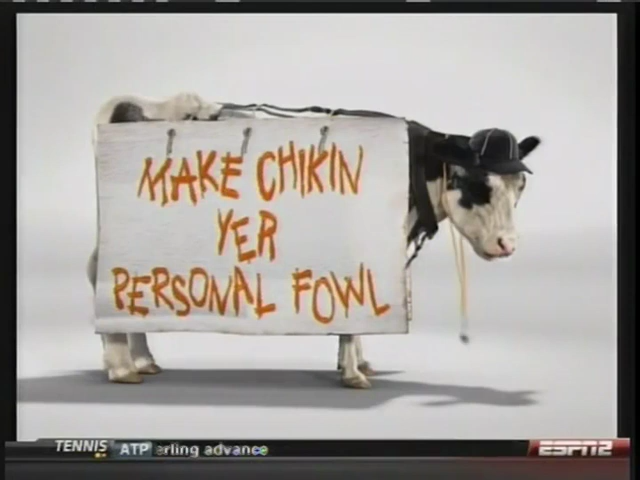 MAKE CHIKIN
YER
PERSONAL FOWL
TENNIS ATP erling advance
ESPN2